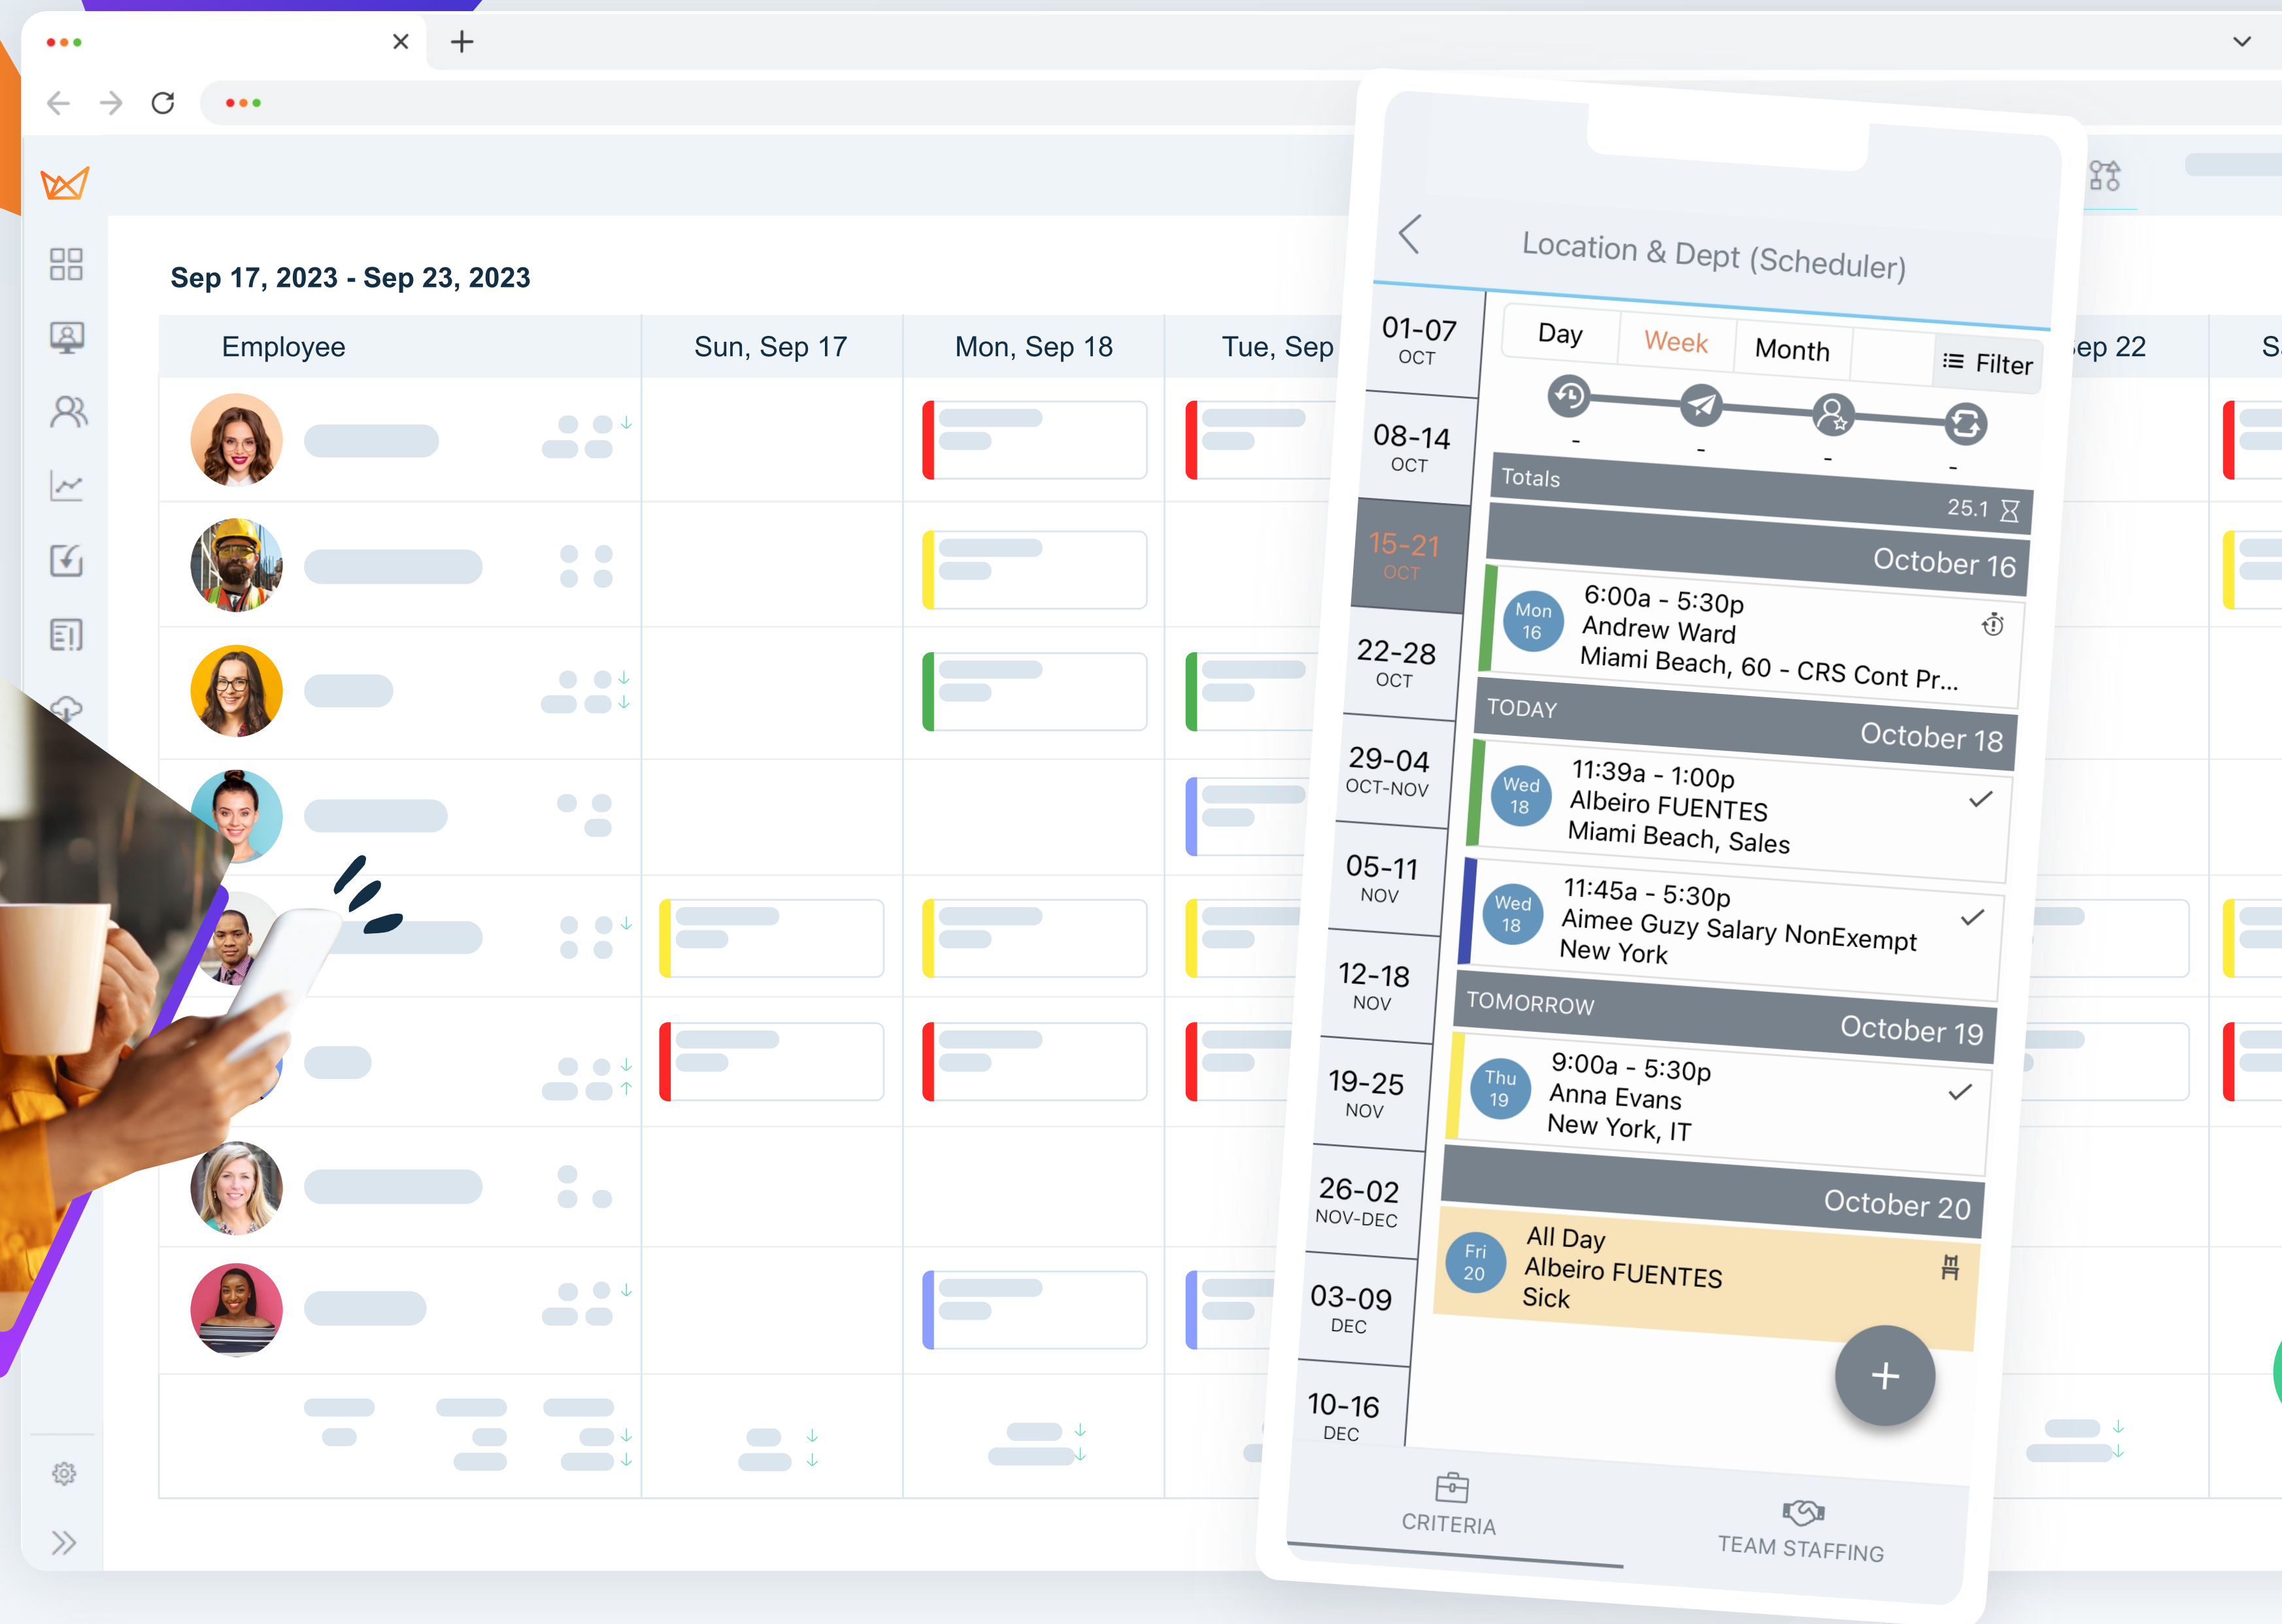 Sep 17, 2023 - Sep 23, 2023
Employee
Sun, Sep 17
Mon, Sep 18
Tue, Sep
ep 22
S
Location & Dept (Scheduler)
01-07
OCT
08-14
OCT
15-21
OCT
22-28
OCT
29-04
OCT-NOV
05-11
NOV
12-18
NOV
19-25
NOV
26-02
NOV-DEC
03-09
DEC
10-16
DEC
Day
Week
Month
Filter
-
-
-
-
Totals
25.1
October 16
Mon
16
6:00a - 5:30p
Andrew Ward
Miami Beach, 60 - CRS Cont Pr...
TODAY
October 18
Wed
18
11:39a - 1:00p
Albeiro FUENTES
Miami Beach, Sales
Wed
18
11:45a - 5:30p
Aimee Guzy Salary NonExempt
New York
TOMORROW
October 19
Thu
19
9:00a - 5:30p
Anna Evans
New York, IT
October 20
Fri
20
All Day
Albeiro FUENTES
Sick
CRITERIA
TEAM STAFFING